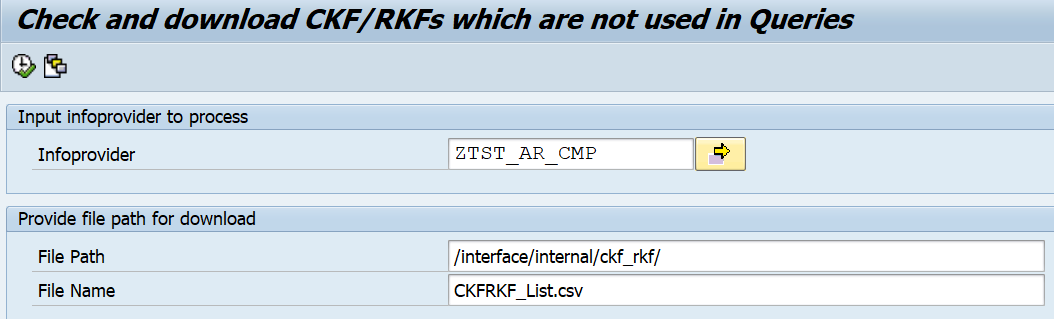 Check and download CKF/RKFs which are not used in Queries
Input infoprovider to process
Infoprovider ZTST_AR_CMP
Provide file path for download
File Path /interface/internal/ckf_rkf/
File Name CKFRKF_List.csv